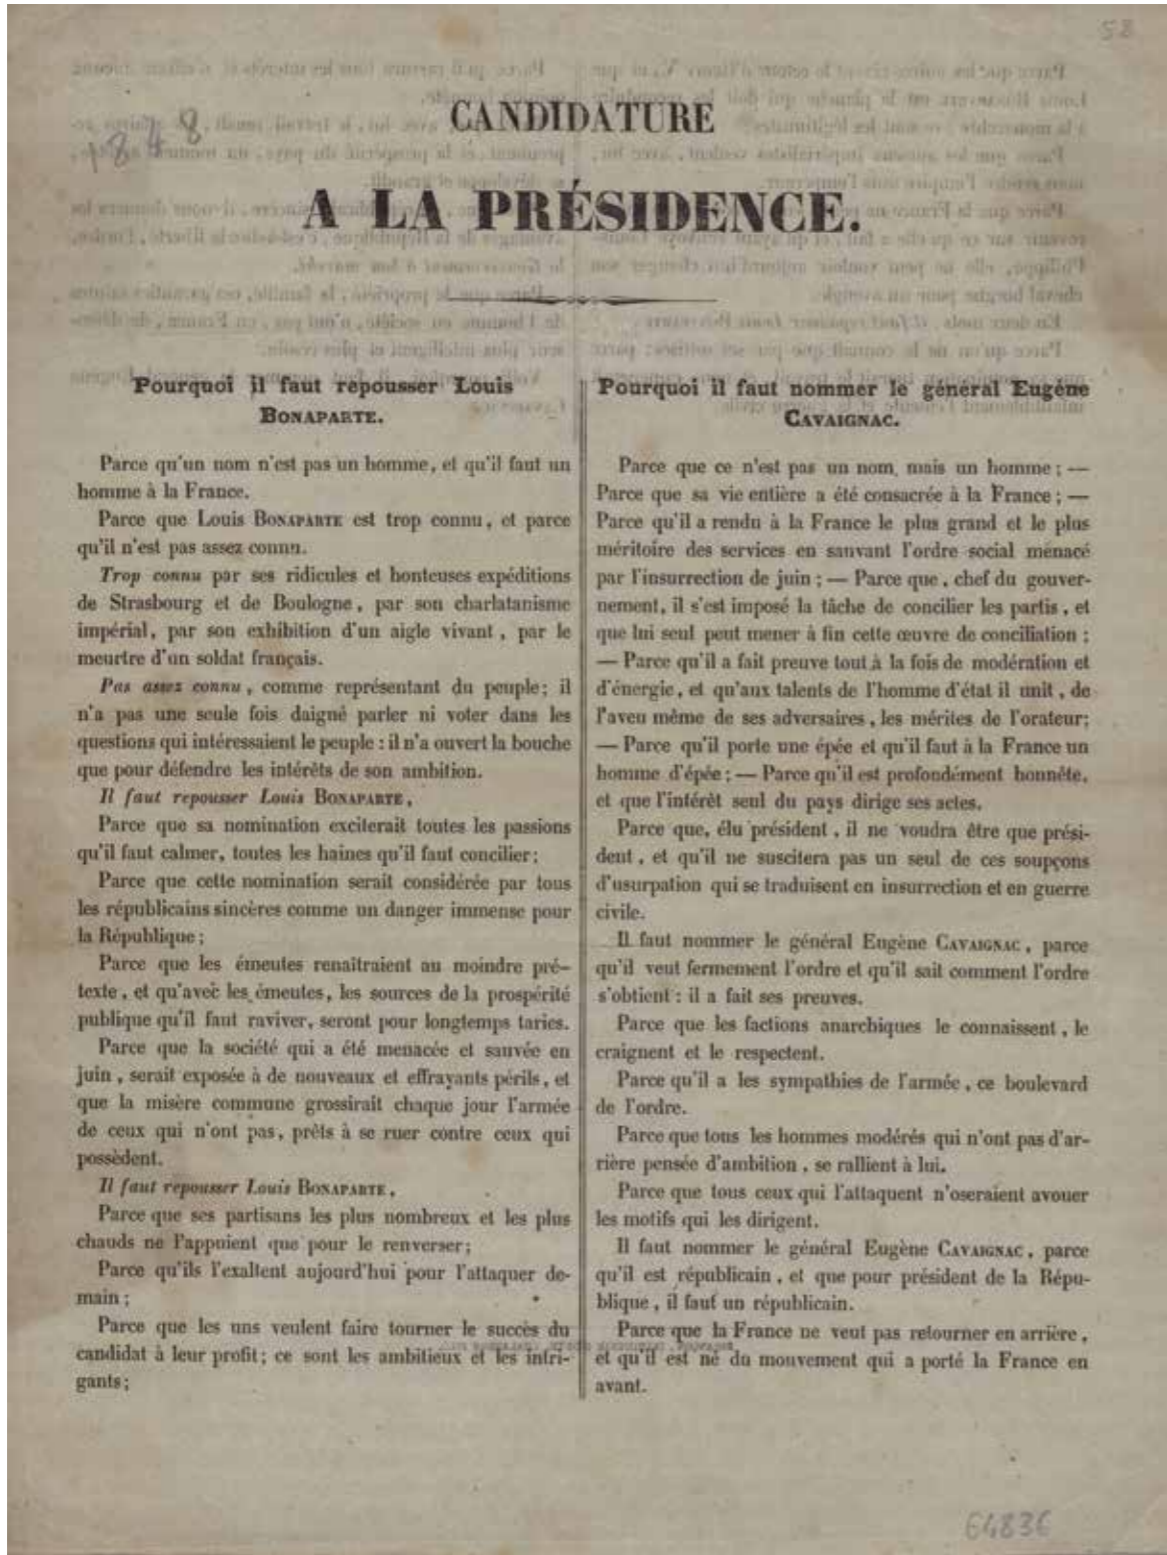 58
1848
CANDIDATURE
A LA PRÉSIDENCE.
Pourquoi il faut repousser Louis
BONAPARTE.
Parce qu'un nom n'est pas un homme, et qu'il faut un
homme à la France.
Parce que Louis BONAPARTE est trop connu, et parce
qu'il n'est pas assez connu.
Trop connu par ses ridicules et honteuses expéditions
de Strasbourg et de Boulogne, par son charlatanisme
impérial, par son exhibition d'un aigle vivant, par le
meurtre d'un soldat français.
Pas assez connu, comme représentant du peuple; il
n'a pas une seule fois daigné parler ni voter dans les
questions qui intéressaient le peuple : il n'a ouvert la bouche
que pour défendre les intérêts de son ambition.
Il faut repousser Louis BONAPARTE,
Parce que sa nomination exciterait toutes les passions
qu'il faut calmer, toutes les haines qu'il faut concilier;
Parce que cette nomination serait considérée par tous
les républicains sincères comme un danger immense pour
la République;
Parce que les émeutes renaîtraient au moindre pré-
texte, et qu'avec les émeutes, les sources de la prospérité
publique qu'il faut raviver, seront pour longtemps taries.
Parce que la société qui a été menacée et sauvée en
juin, serait exposée à de nouveaux et effrayants périls, et
que la misère commune grossirait chaque jour l'armée
de ceux qui n'ont pas, prêts à se ruer contre ceux qui
possèdent.
Il faut repousser Louis BONAPARTE,
Parce que ses partisans les plus nombreux et les plus
chauds ne l'appuient que pour le renverser;
Parce qu'ils l'exaltent aujourd'hui pour l'attaquer de-
main;
Parce que les uns veulent faire tourner le succès du
candidat à leur profit; ce sont les ambitieux et les intri-
gants;
Pourquoi il faut nommer le général Eugène
CAVAIGNAC.
Parce que ce n'est pas un nom, mais un homme; —
Parce que sa vie entière a été consacrée à la France; —
Parce qu'il a rendu à la France le plus grand et le plus
méritoire des services en sauvant l'ordre social menacé
par l'insurrection de juin; — Parce que, chef du gouver-
nement, il s'est imposé la tâche de concilier les partis, et
que lui seul peut mener à fin cette œuvre de conciliation;
— Parce qu'il a fait preuve tout à la fois de modération et
d'énergie, et qu'aux talents de l'homme d'état il unit, de
l'aveu même de ses adversaires, les mérites de l'orateur;
— Parce qu'il porte une épée et qu'il faut à la France un
homme d'épée; — Parce qu'il est profondément honnête,
et que l'intérêt seul du pays dirige ses actes.
Parce que, élu président, il ne voudra être que prési-
dent, et qu'il ne suscitera pas un seul de ces soupçons
d'usurpation qui se traduisent en insurrection et en guerre
civile.
Il faut nommer le général Eugène CAVAIGNAC, parce
qu'il veut fermement l'ordre et qu'il sait comment l'ordre
s'obtient : il a fait ses preuves.
Parce que les factions anarchiques le connaissent, le
craignent et le respectent.
Parce qu'il a les sympathies de l'armée, ce boulevard
de l'ordre.
Parce que tous les hommes modérés qui n'ont pas d'ar-
rière pensée d'ambition, se rallient à lui.
Parce que tous ceux qui l'attaquent n'oseraient avouer
les motifs qui les dirigent.
Il faut nommer le général Eugène CAVAIGNAC, parce
qu'il est républicain, et que pour président de la Répu-
blique, il faut un républicain.
Parce que la France ne veut pas retourner en arrière,
et qu'il est né du mouvement qui a porté la France en
avant.
64836